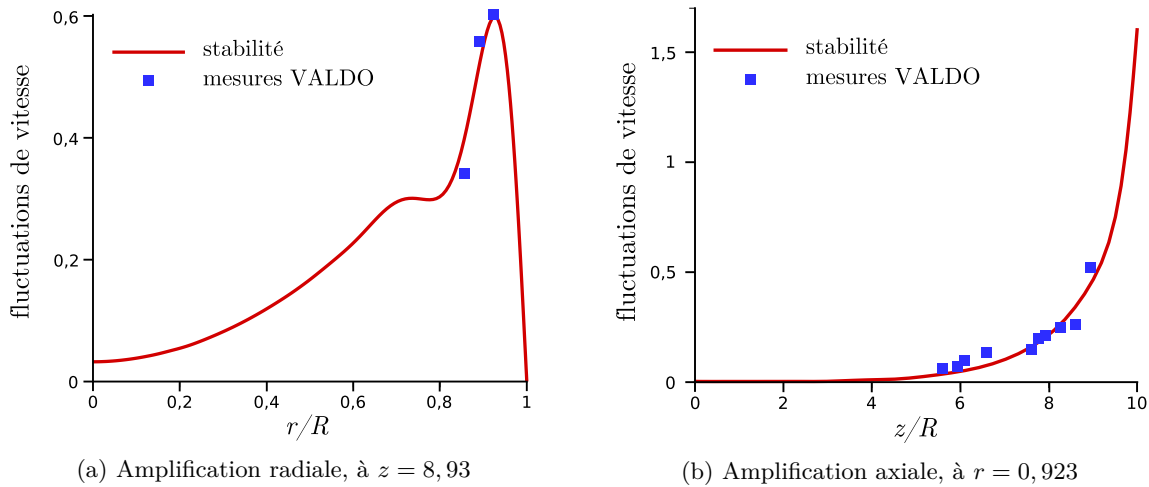 fluctuations de vitesse
0,6
0,4
0,2
0
stabilité
mesures VALDO
0
0,2
0,4
0,6
0,8
1
r/R
(a) Amplification radiale, à z = 8, 93
fluctuations de vitesse
1,5
1
0,5
0
stabilité
mesures VALDO
0
2
4
6
8
10
z/R
(b) Amplification axiale, à r = 0, 923